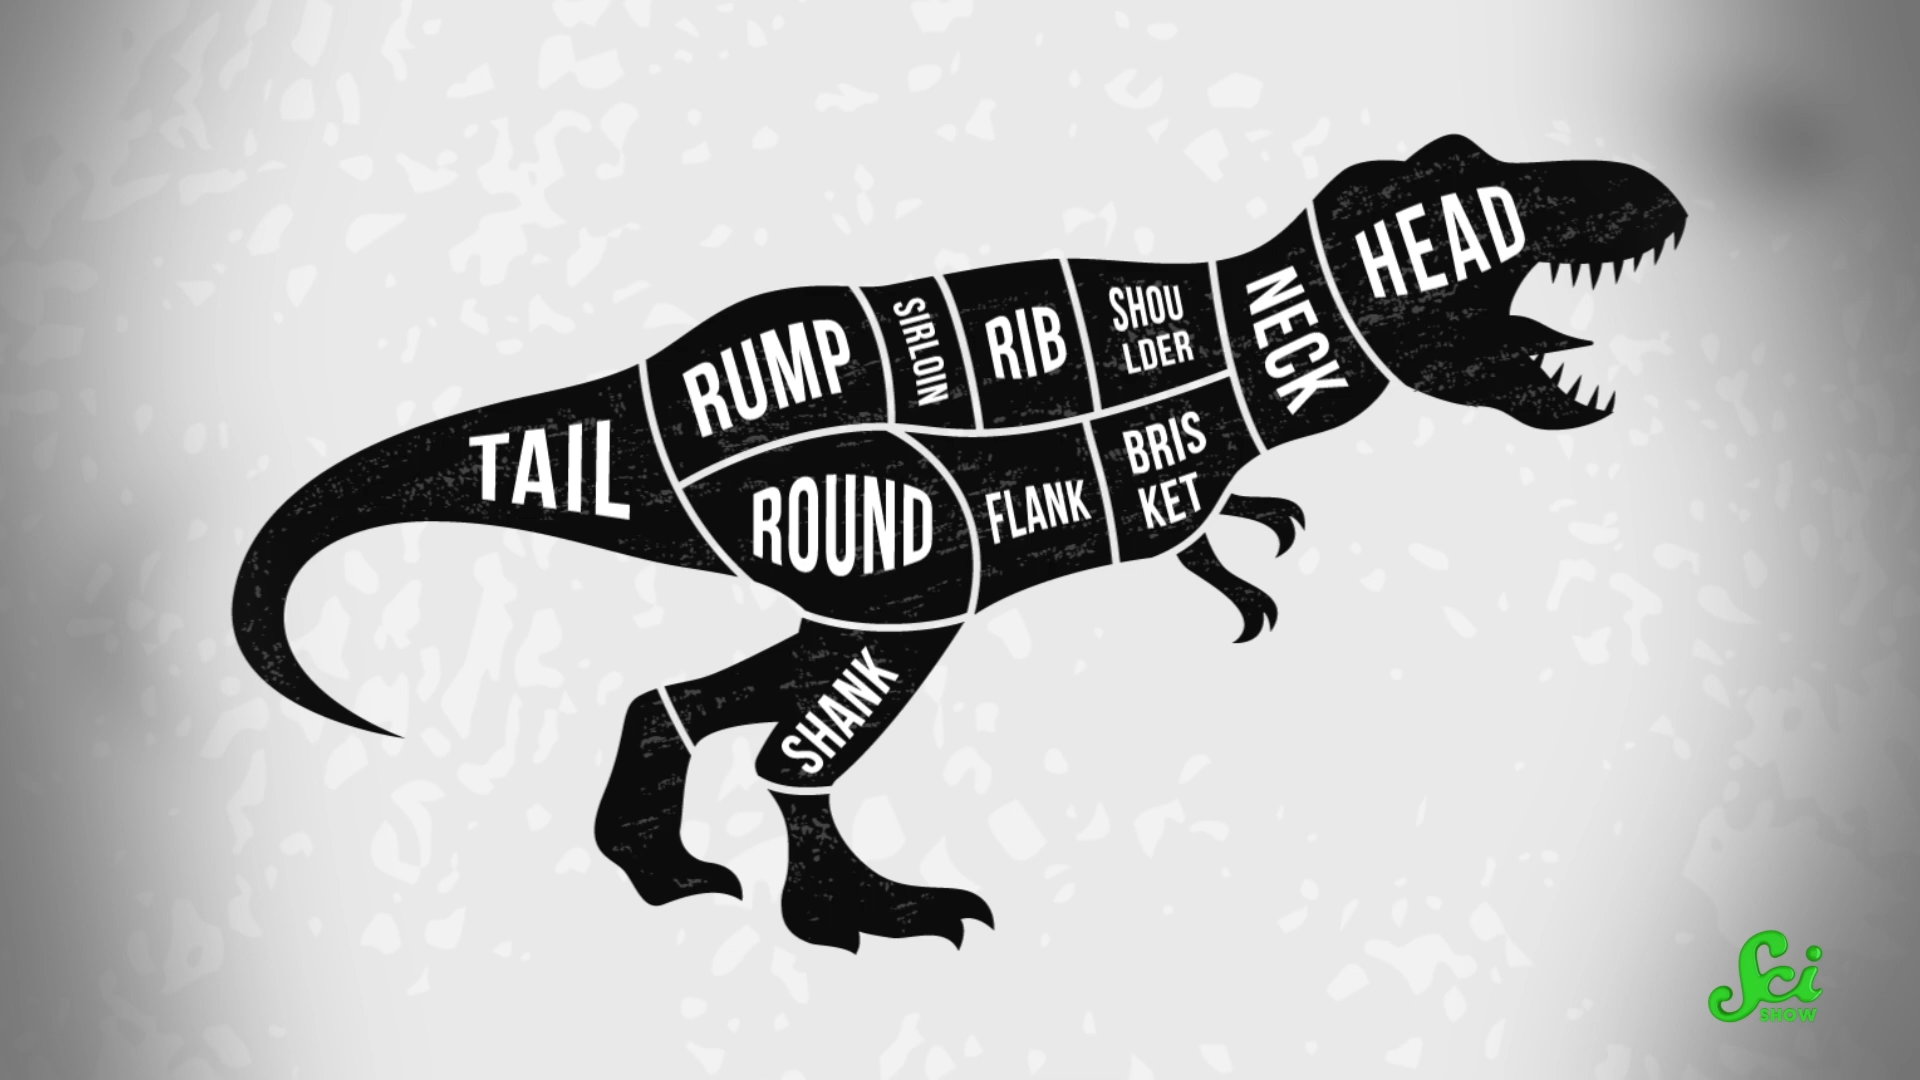 HEAD
NECK
SHOU
LDER
RIB
SIRLOIN
RUMP
TAIL
ROUND
FLANK
BRIS
KET
SHANK
Sci
SHOW